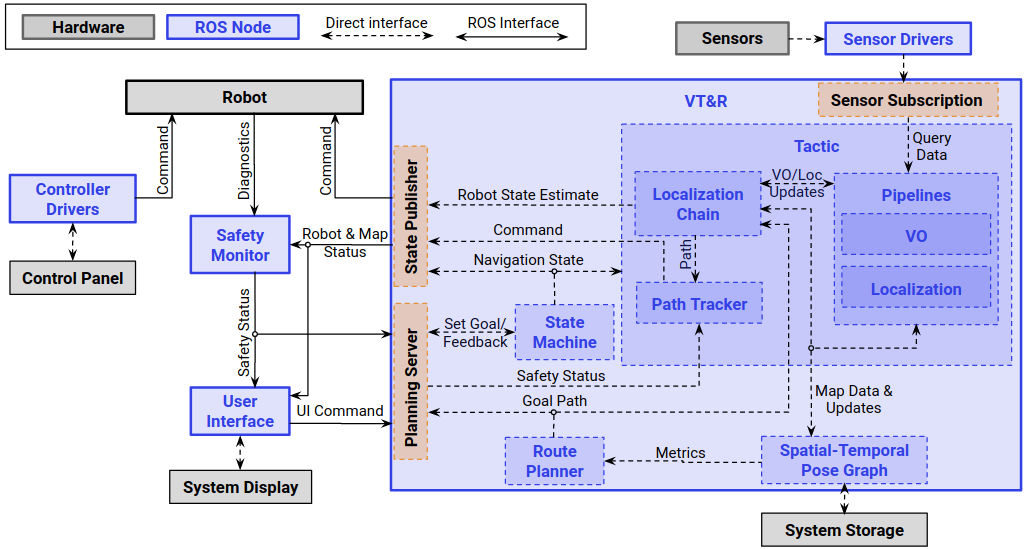 Hardware
ROS Node
Direct interface
ROS Interface
Sensors
Sensor Drivers
Robot
VT&R
Sensor Subscription
Command
Diagnostics
Command
Tactic
Query
Data
Controller
Drivers
State Publisher
Robot State Estimate
Localization
Chain
VO/Loc
Updates
Pipelines
VO
Localization
Safety
Monitor
Robot & Map
Status
Command
Path
Navigation State
Control Panel
Path Tracker
Safety Status
Planning Server
Set Goal/
Feedback
State
Machine
Safety Status
User
Interface
UI Command
Goal Path
Map Data &
Updates
Route
Planner
Metrics
Spatial-Temporal
Pose Graph
System Display
System Storage